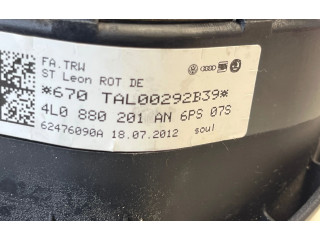 FA.TRW
ST Leon ROT DE
*670 TAL00292B39*
4L0 880 201 AN 6PS 07S
62476090A 18.07.2012 soul